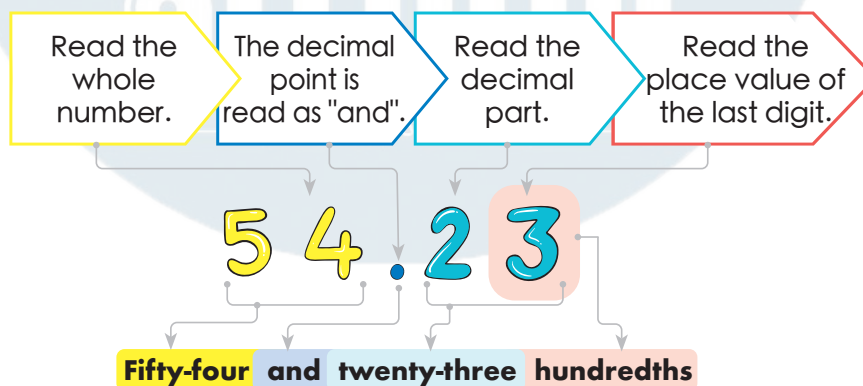 Read the
whole
number.
The decimal
point is
read as "and".
Read the
decimal
part.
Read the
place value of
the last digit.
54.23
Fifty-four and twenty-three hundredths